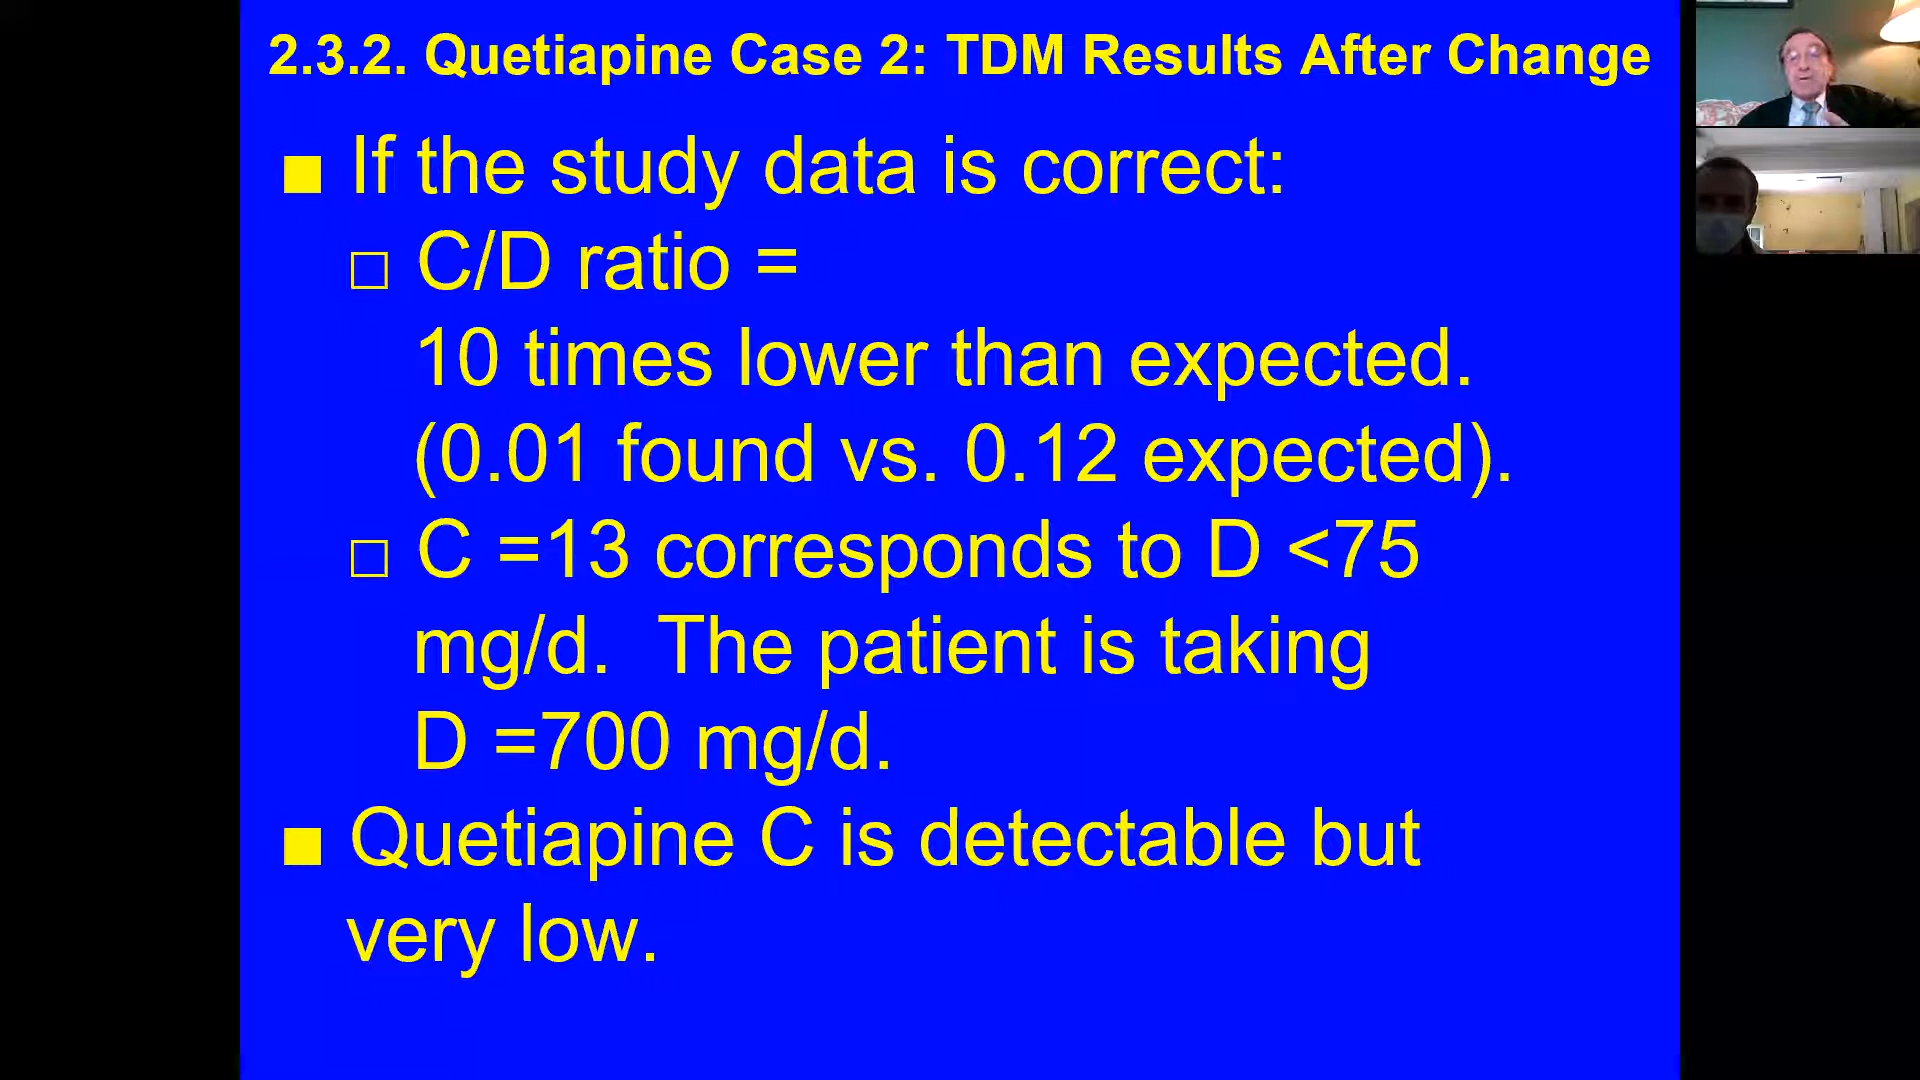 2.3.2. Quetiapine Case 2: TDM Results After Change
■ If the study data is correct:
□ C/D ratio =
10 times lower than expected.
(0.01 found vs. 0.12 expected).
□ C =13 corresponds to D <75
mg/d.  The patient is taking
D =700 mg/d.
■ Quetiapine C is detectable but
very low.